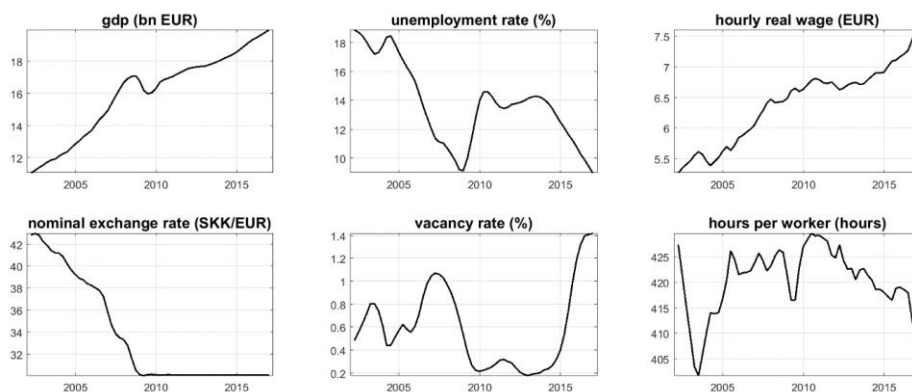 gdp (bn EUR)
18
16
14
12
2005 2010 2015
unemployment rate (%)
18
16
14
12
10
2005 2010 2015
hourly real wage (EUR)
7.5
7
6.5
6
5.5
2005 2010 2015
nominal exchange rate (SKK/EUR)
42
40
38
36
34
32
2005 2010 2015
vacancy rate (%)
1.4
1.2
1
0.8
0.6
0.4
0.2
2005 2010 2015
hours per worker (hours)
425
420
415
410
405
2005 2010 2015